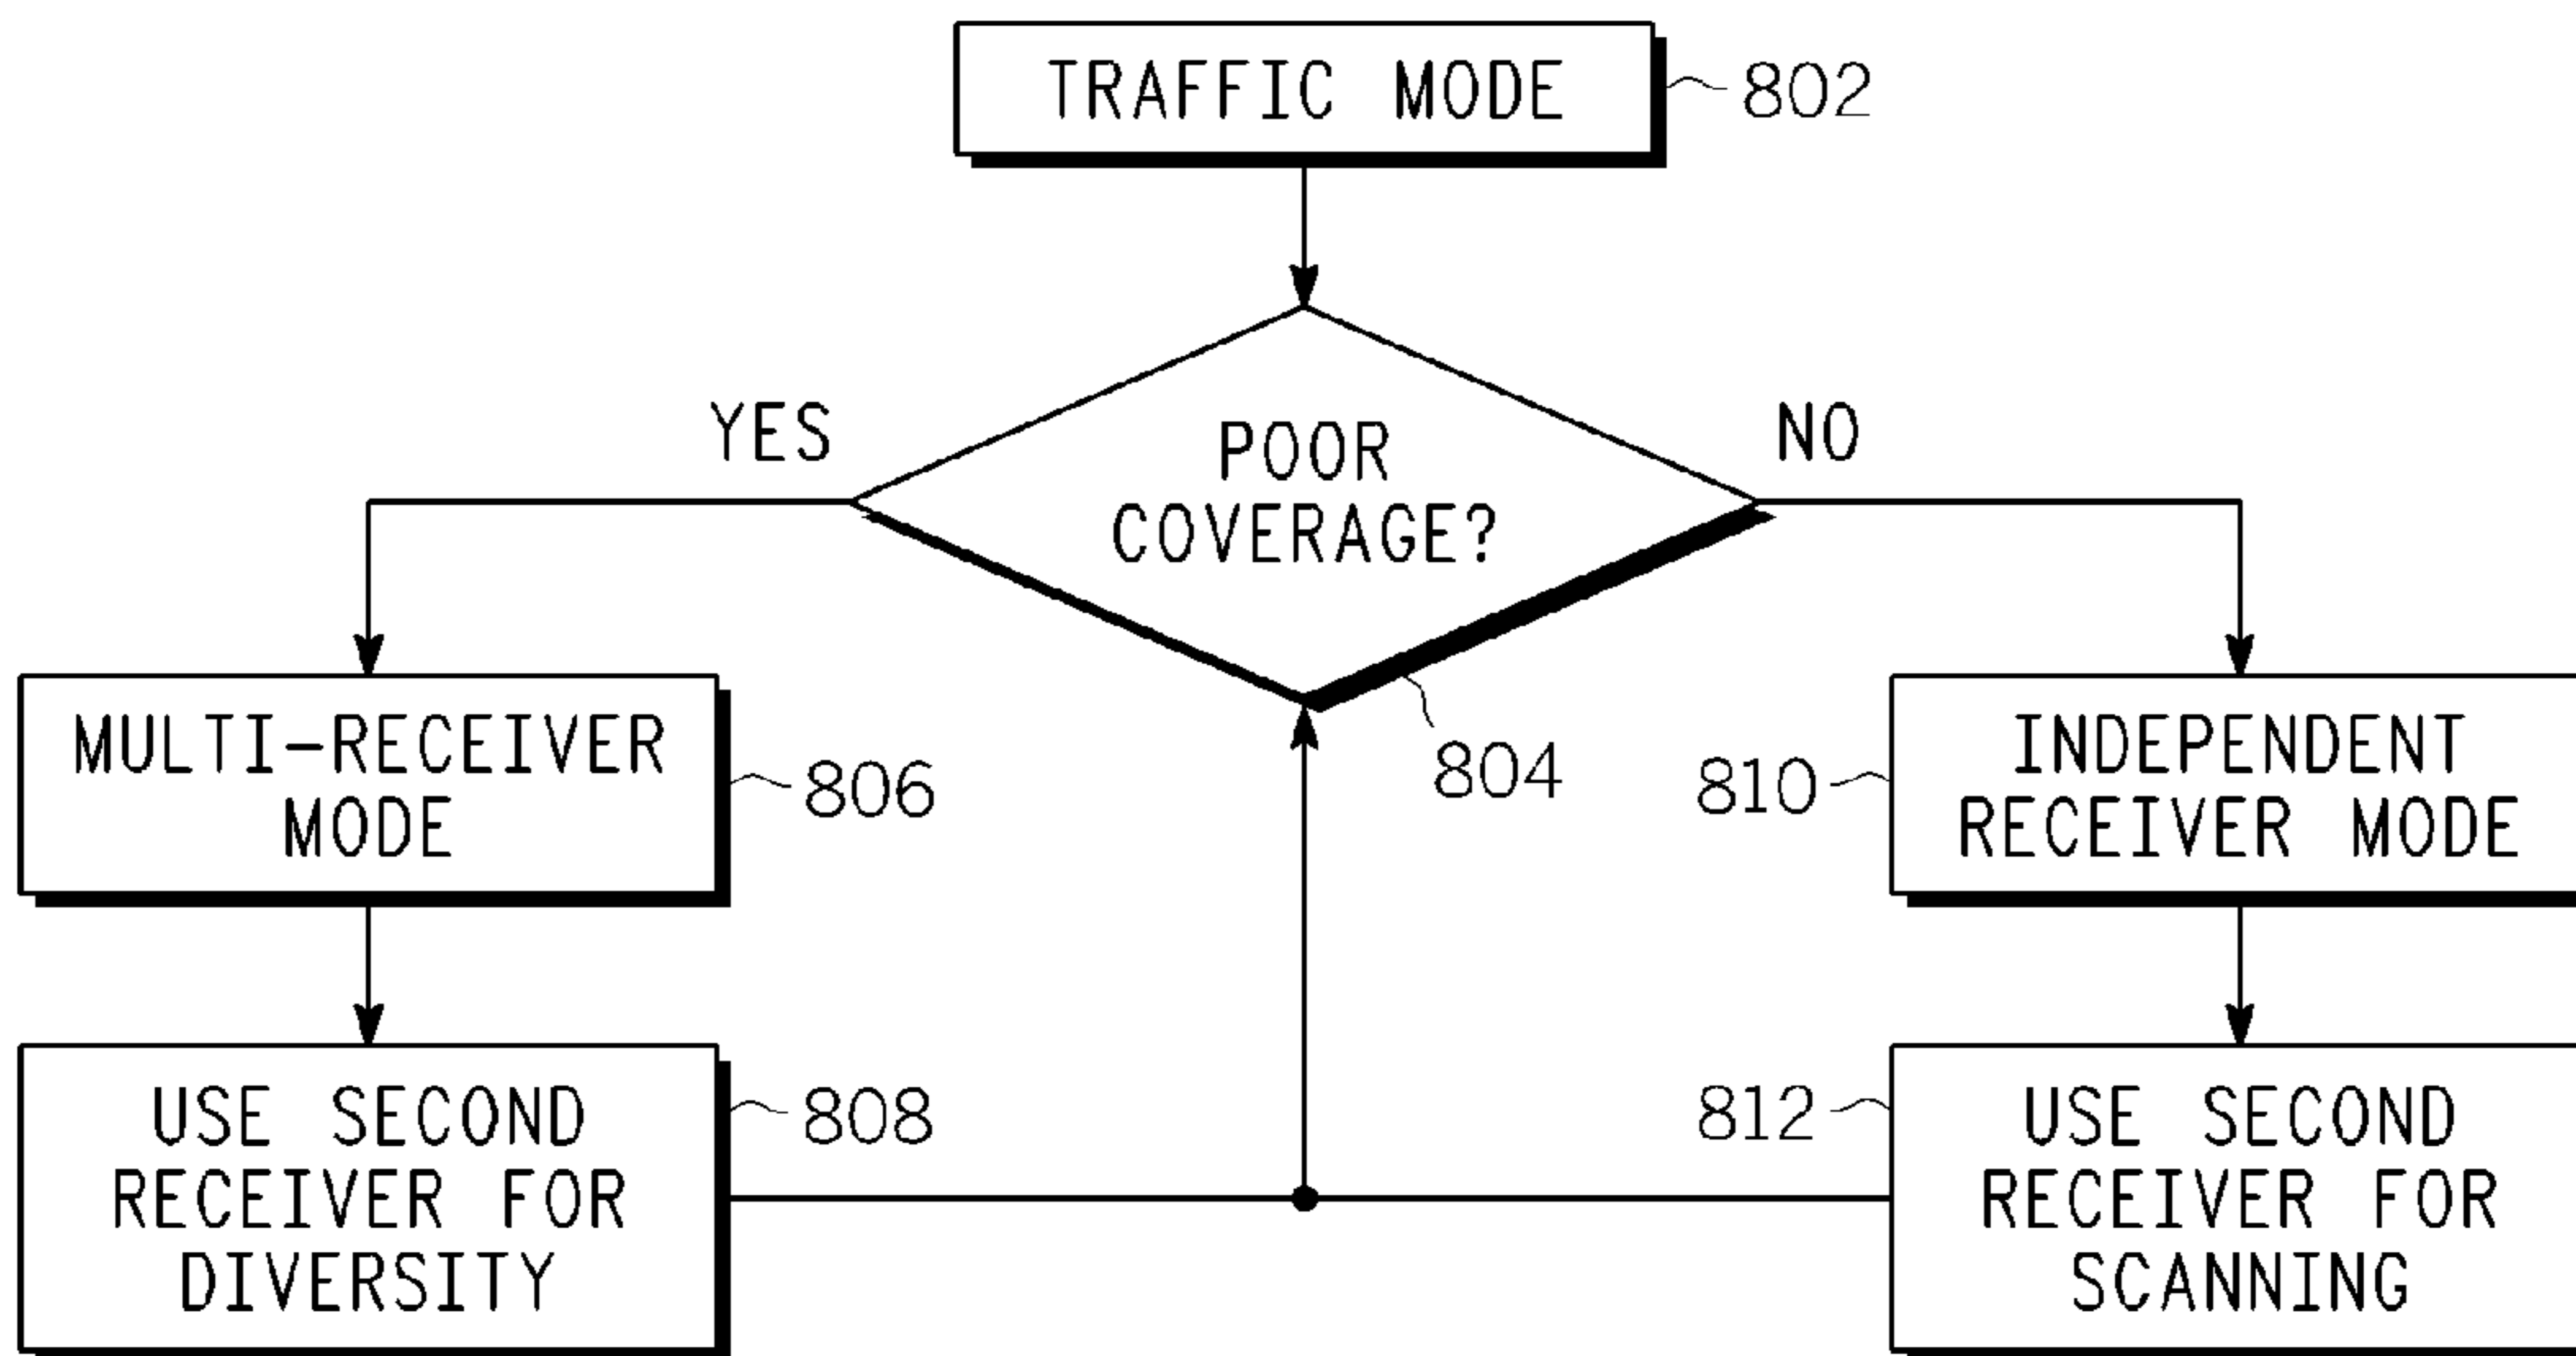 TRAFFIC MODE
802
YES
POOR
COVERAGE?
NO
804
MULTI-RECEIVER
MODE
806
810
INDEPENDENT
RECEIVER MODE
USE SECOND
RECEIVER FOR
DIVERSITY
808
812
USE SECOND
RECEIVER FOR
SCANNING